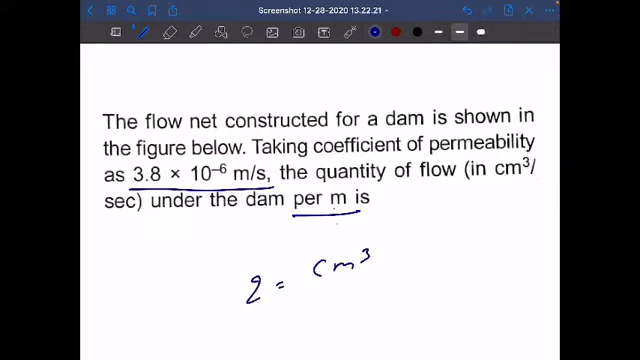 Screenshot 12-28-2020 13.22.21
The flow net constructed for a dam is shown in
the figure below. Taking coefficient of permeability
as 3.8 × 10⁻⁶ m/s, the quantity of flow (in cm³/
sec) under the dam per m is
q = cm³